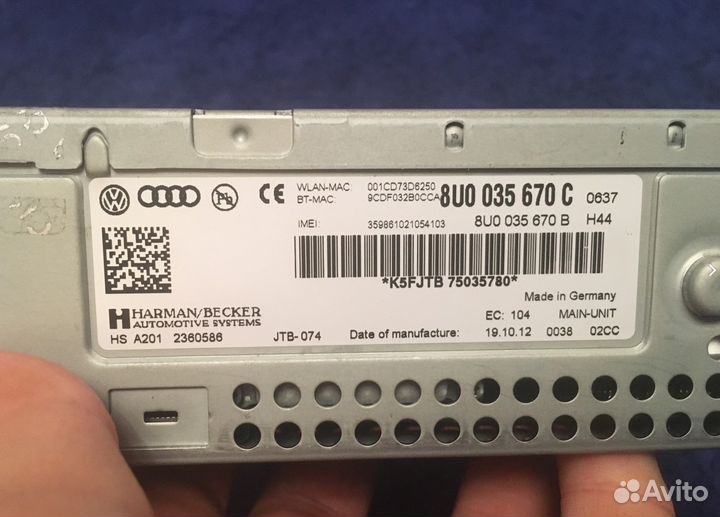 WLAN-MAC: 001CD73D6250
BT-MAC: 9CDF032B0CCA
8U0 035 670 C 0637
IMEI: 359861021054103
8U0 035 670 B H44
Pb
CE
*K5FJTB 75035780*
HARMAN/BECKER
AUTOMOTIVE SYSTEMS
Made in Germany
EC: 104 MAIN-UNIT
HS A201 2360586 JTB-074 Date of manufacture: 19.10.12 0038 02CC
Avito